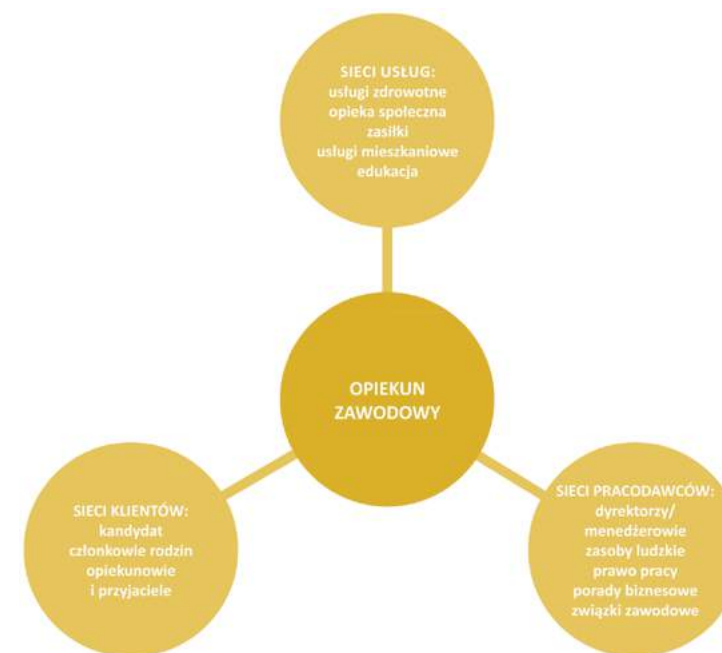 SIECI USŁUG:
usługi zdrowotne
opieka społeczna
zasiłki
usługi mieszkaniowe
edukacja
OPIEKUN
ZAWODOWY
SIECI KLIENTÓW:
kandydat
członkowie rodzin
opiekunowie
i przyjaciele
SIECI PRACODAWCÓW:
dyrektorzy/
menedżerowie
zasoby ludzkie
prawo pracy
porady biznesowe
związki zawodowe